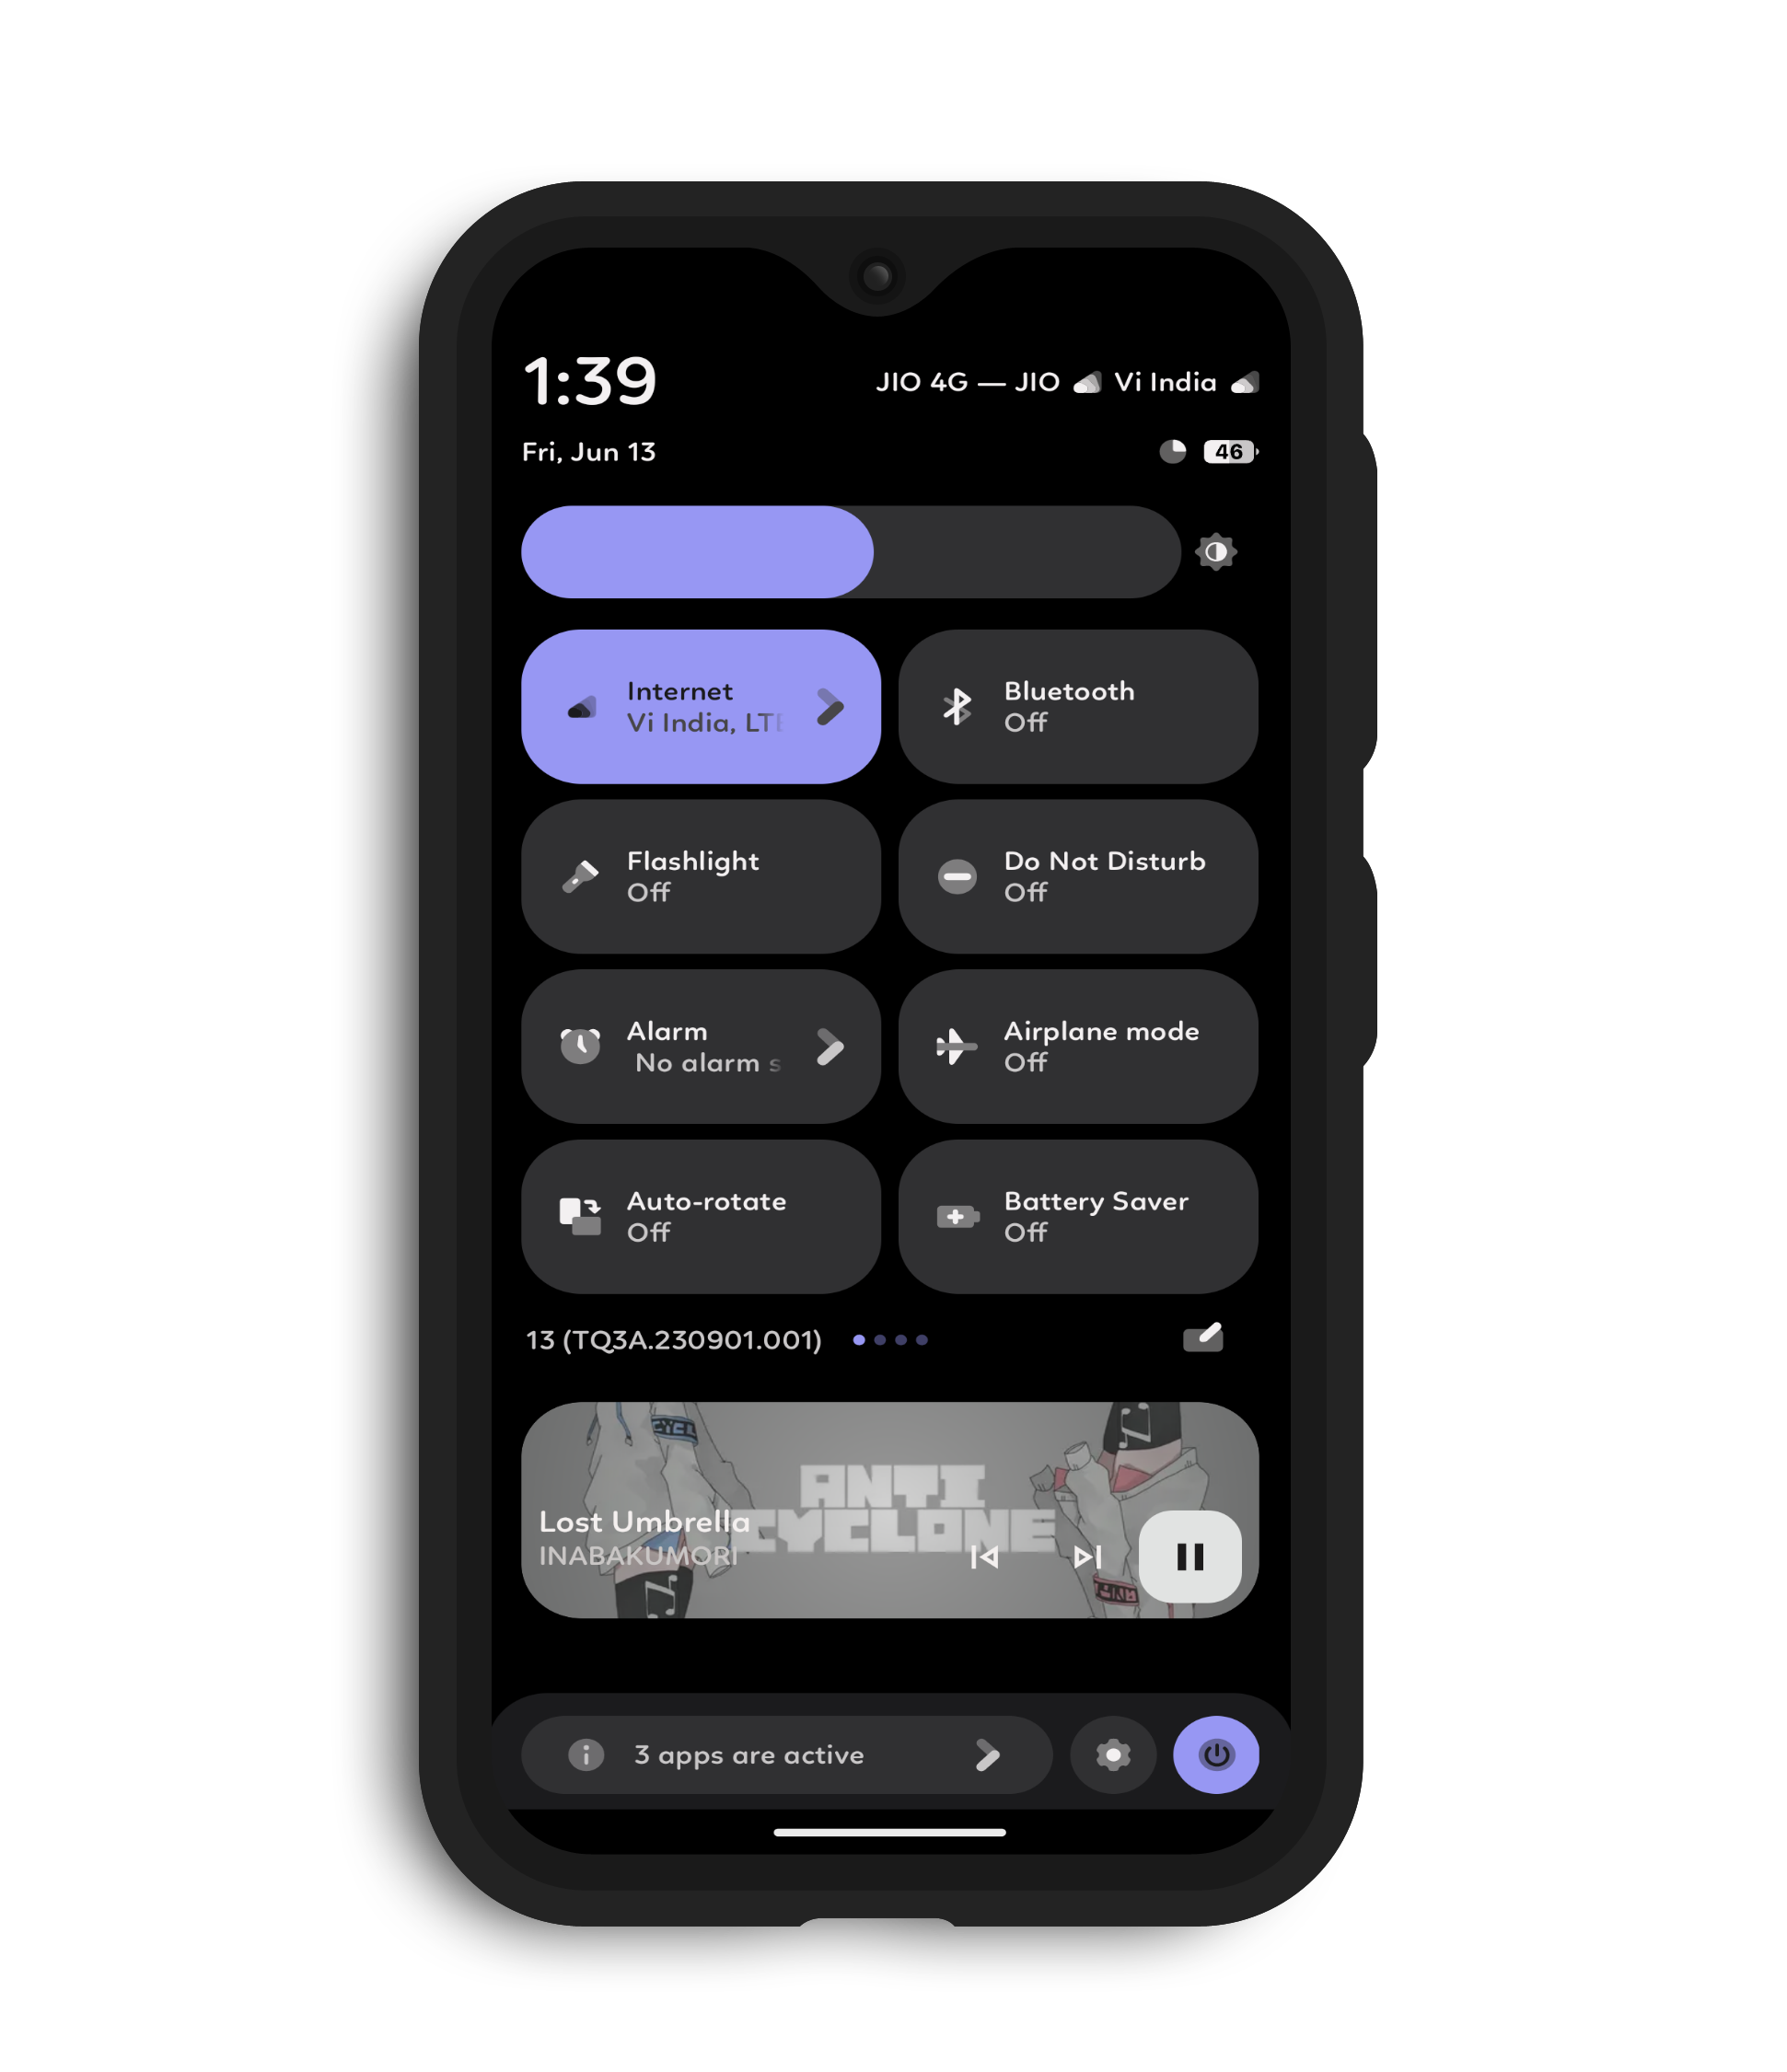 1:39
JIO 4G — JIO Vi India
Fri, Jun 13
46
Internet
Vi India, LTE
Bluetooth
Off
Flashlight
Off
Do Not Disturb
Off
Alarm
No alarm s
Airplane mode
Off
Auto-rotate
Off
Battery Saver
Off
13 (TQ3A.230901.001)
CYCL
ANTI
CYCLONE
Lost Umbrella
INABAKUMORI
3 apps are active